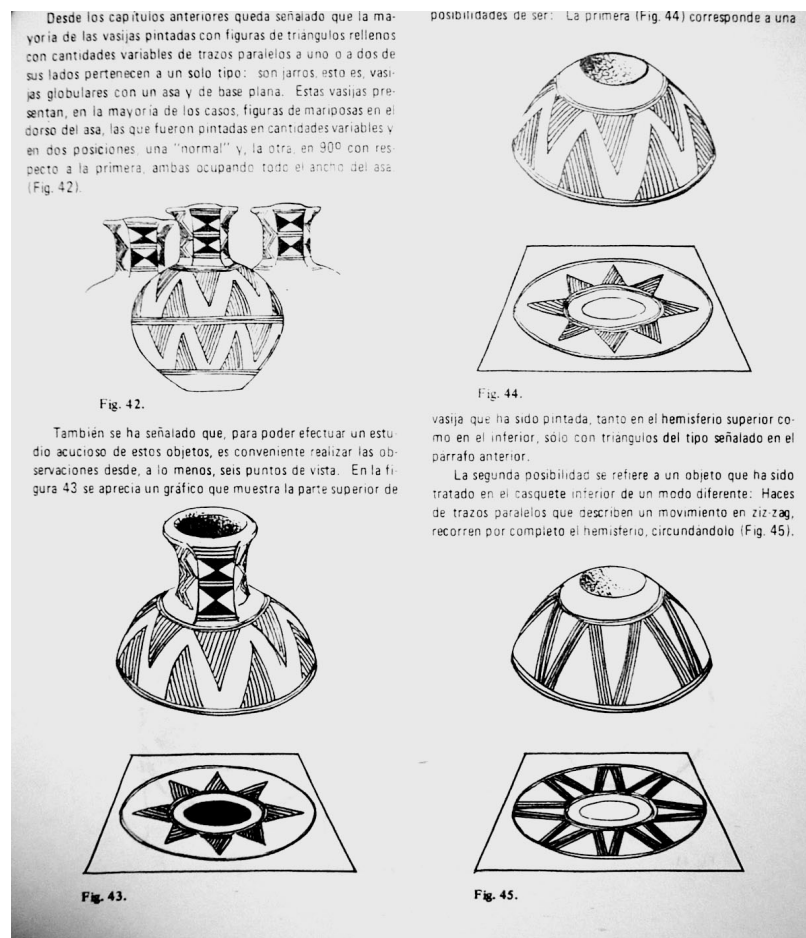 Desde los capítulos anteriores queda señalado que la ma-
yoría de las vasijas pintadas con figuras de triángulos rellenos
con cantidades variables de trazos paralelos a uno o a dos de
sus lados pertenecen a un solo tipo: son jarros, esto es, vasi-
jas globulares con un asa y de base plana. Estas vasijas pre-
sentan, en la mayoría de los casos, figuras de mariposas en el
dorso del asa, las que fueron pintadas en cantidades variables y
en dos posiciones, una "normal" y, la otra, en 90º con res-
pecto a la primera, ambas ocupando todo el ancho del asa.
(Fig. 42).
Fig. 42.
También se ha señalado que, para poder efectuar un estu-
dio acucioso de estos objetos, es conveniente realizar las ob-
servaciones desde, a lo menos, seis puntos de vista. En la fi-
gura 43 se aprecia un gráfico que muestra la parte superior de
Fig. 43.
posibilidades de ser: La primera (Fig. 44) corresponde a una
Fig. 44.
vasija que ha sido pintada, tanto en el hemisferio superior co-
mo en el inferior, sólo con triángulos del tipo señalado en el
párrafo anterior.
La segunda posibilidad se refiere a un objeto que ha sido
tratado en el casquete inferior de un modo diferente: Haces
de trazos paralelos que describen un movimiento en ziz-zag,
recorren por completo el hemisferio, circundándolo (Fig. 45).
Fig. 45.